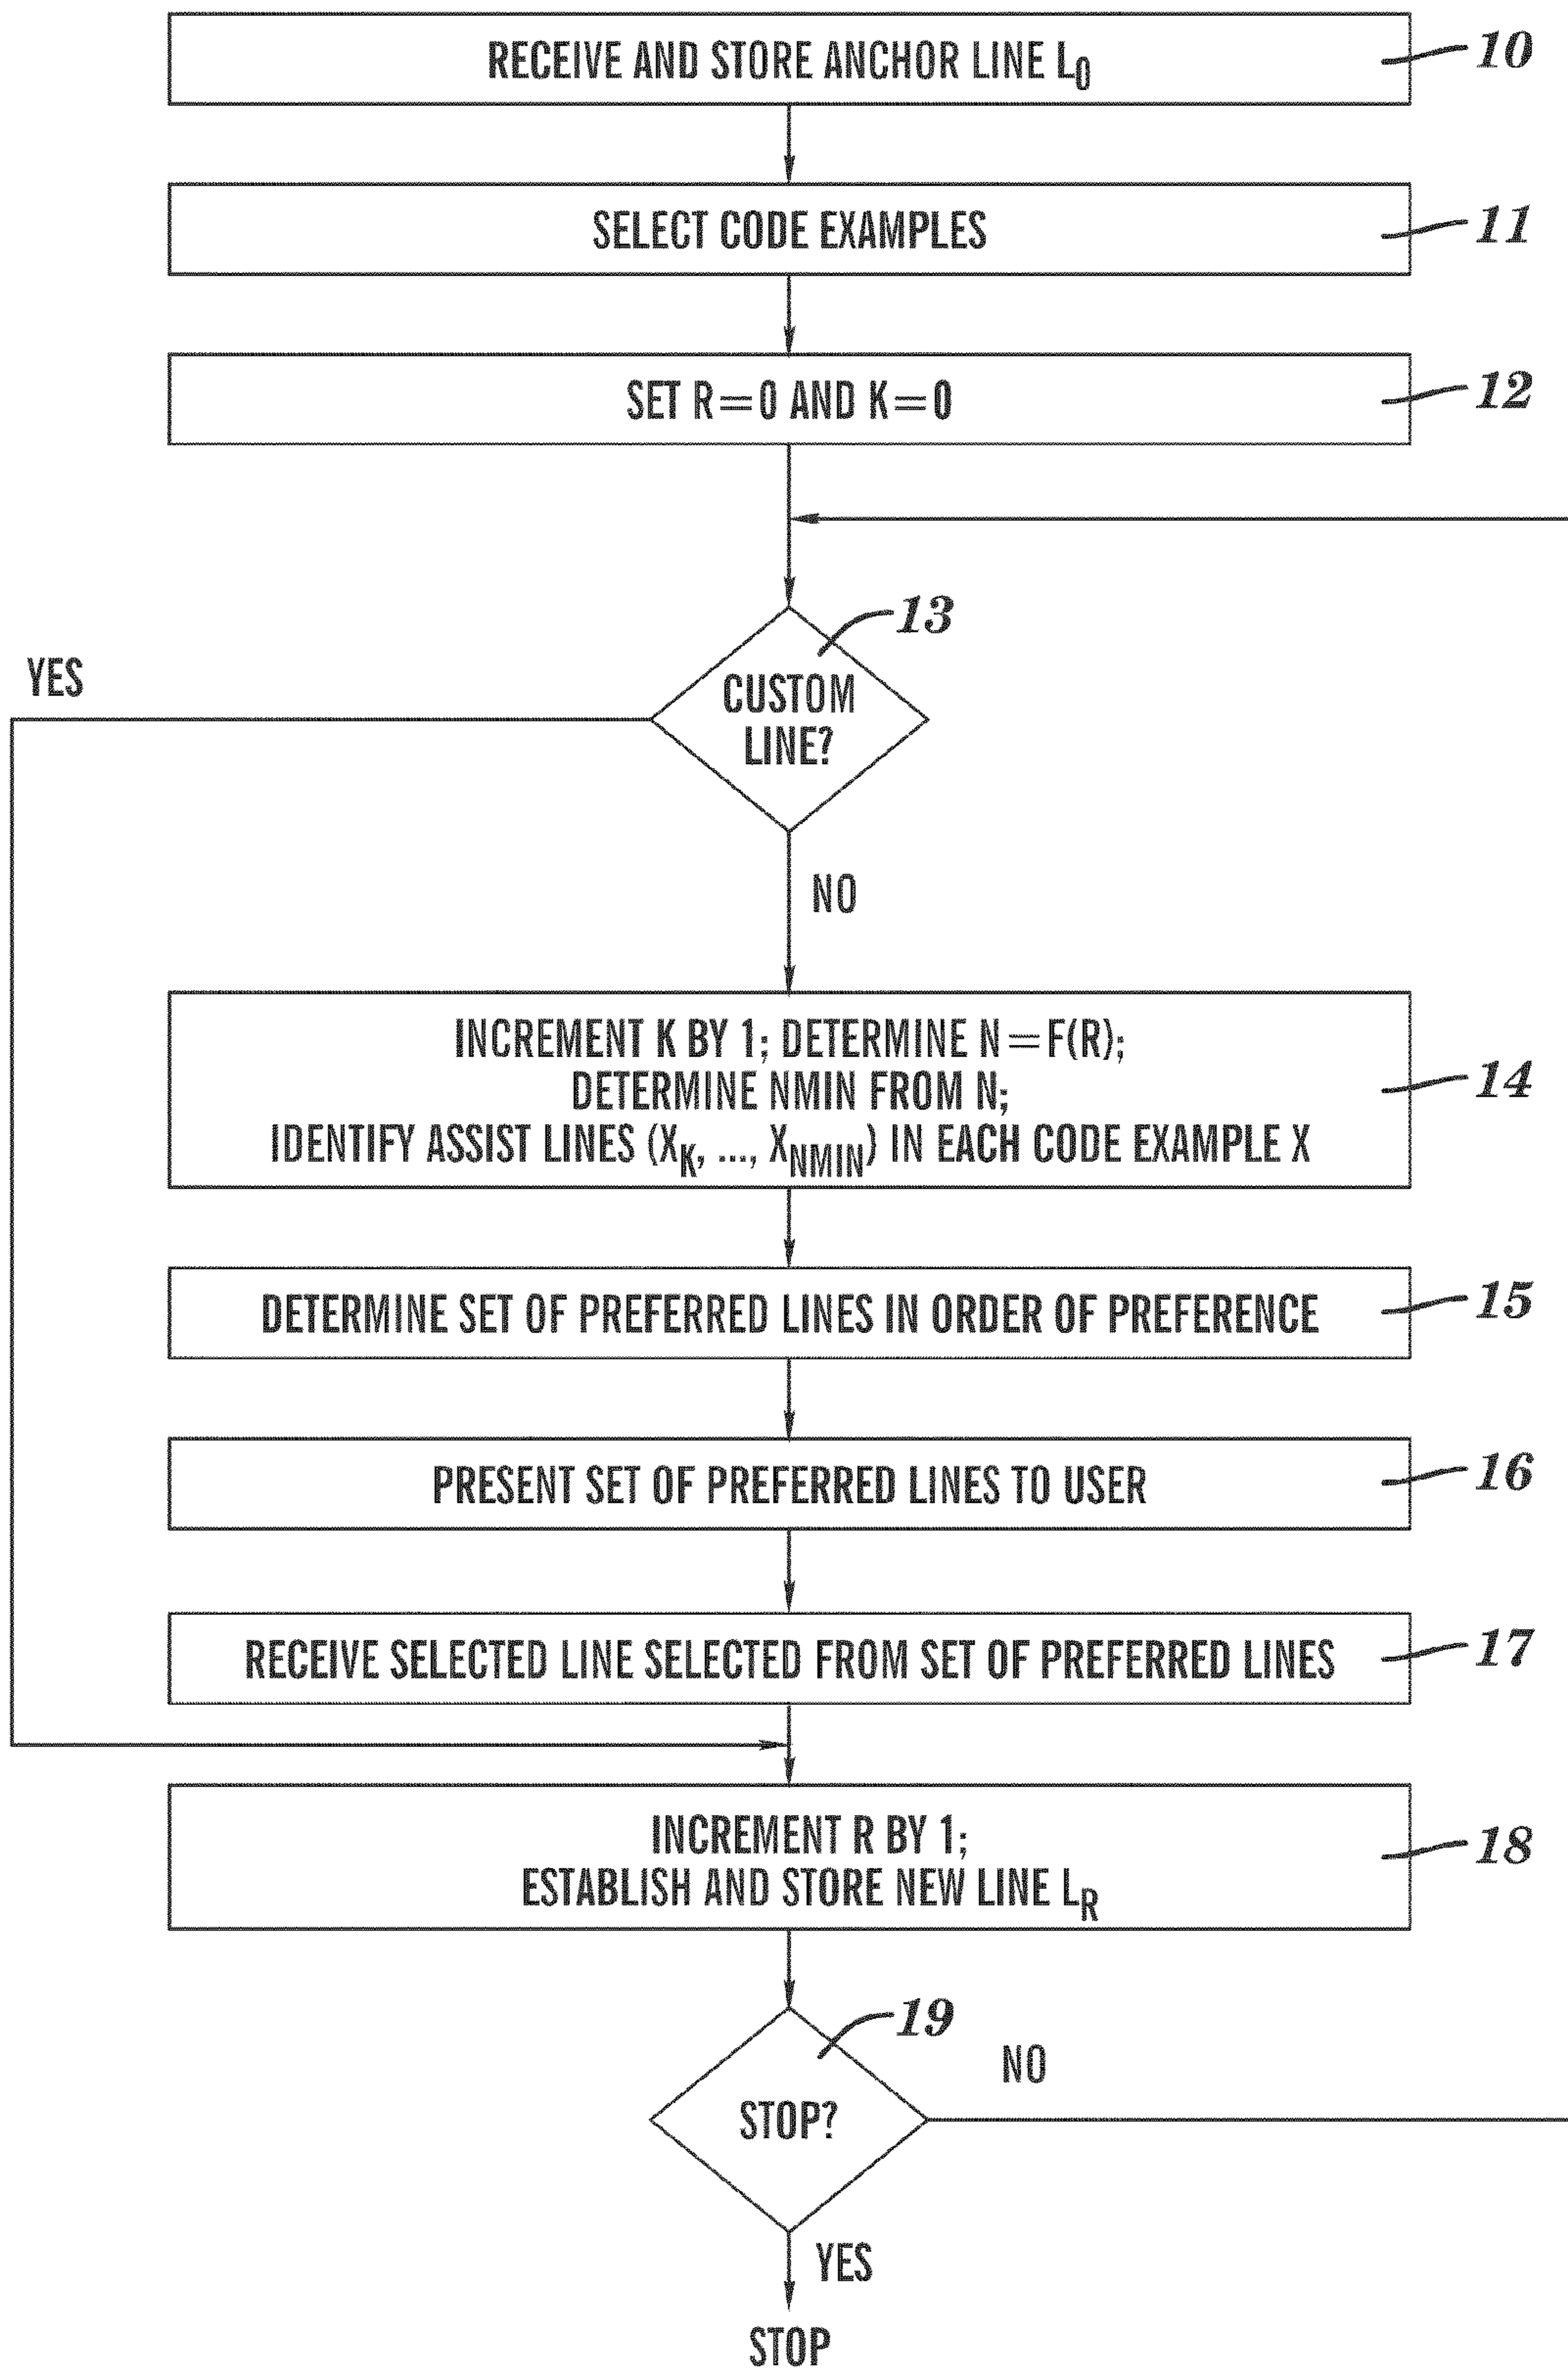 RECEIVE AND STORE ANCHOR LINE L0
10
SELECT CODE EXAMPLES
11
SET R=0 AND K=0
12
13
YES
CUSTOM
LINE?
NO
INCREMENT K BY 1; DETERMINE N=F(R);
DETERMINE NMIN FROM N;
IDENTIFY ASSIST LINES (XK, ..., XNMIN) IN EACH CODE EXAMPLE X
14
DETERMINE SET OF PREFERRED LINES IN ORDER OF PREFERENCE
15
PRESENT SET OF PREFERRED LINES TO USER
16
RECEIVE SELECTED LINE SELECTED FROM SET OF PREFERRED LINES
17
INCREMENT R BY 1;
ESTABLISH AND STORE NEW LINE LR
18
19
NO
STOP?
YES
STOP